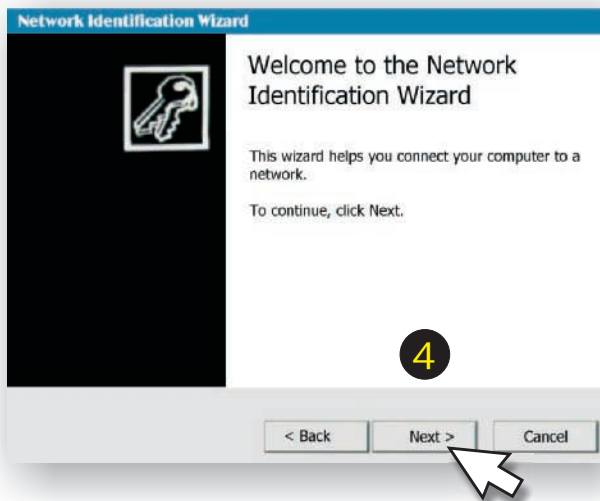 Network Identification Wizard
Welcome to the Network
Identification Wizard
This wizard helps you connect your computer to a
network.
To continue, click Next.
4
< Back Next > Cancel